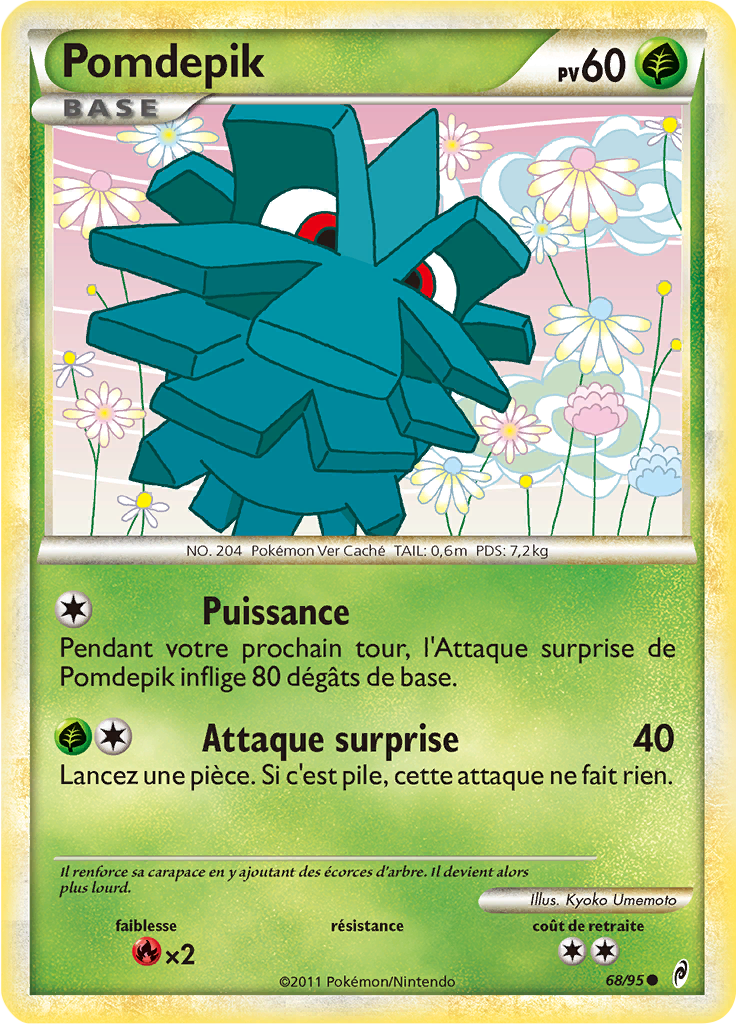 Pomdepik
PV60
BASE
NO. 204 Pokémon Ver Caché TAIL: 0,6m PDS: 7,2kg
Puissance
Pendant votre prochain tour, l'Attaque surprise de
Pomdepik inflige 80 dégâts de base.
Attaque surprise 40
Lancez une pièce. Si c'est pile, cette attaque ne fait rien.
Il renforce sa carapace en y ajoutant des écorces d'arbre. Il devient alors
plus lourd.
Illus. Kyoko Umemoto
faiblesse résistance coût de retraite
×2
©2011 Pokémon/Nintendo
68/95